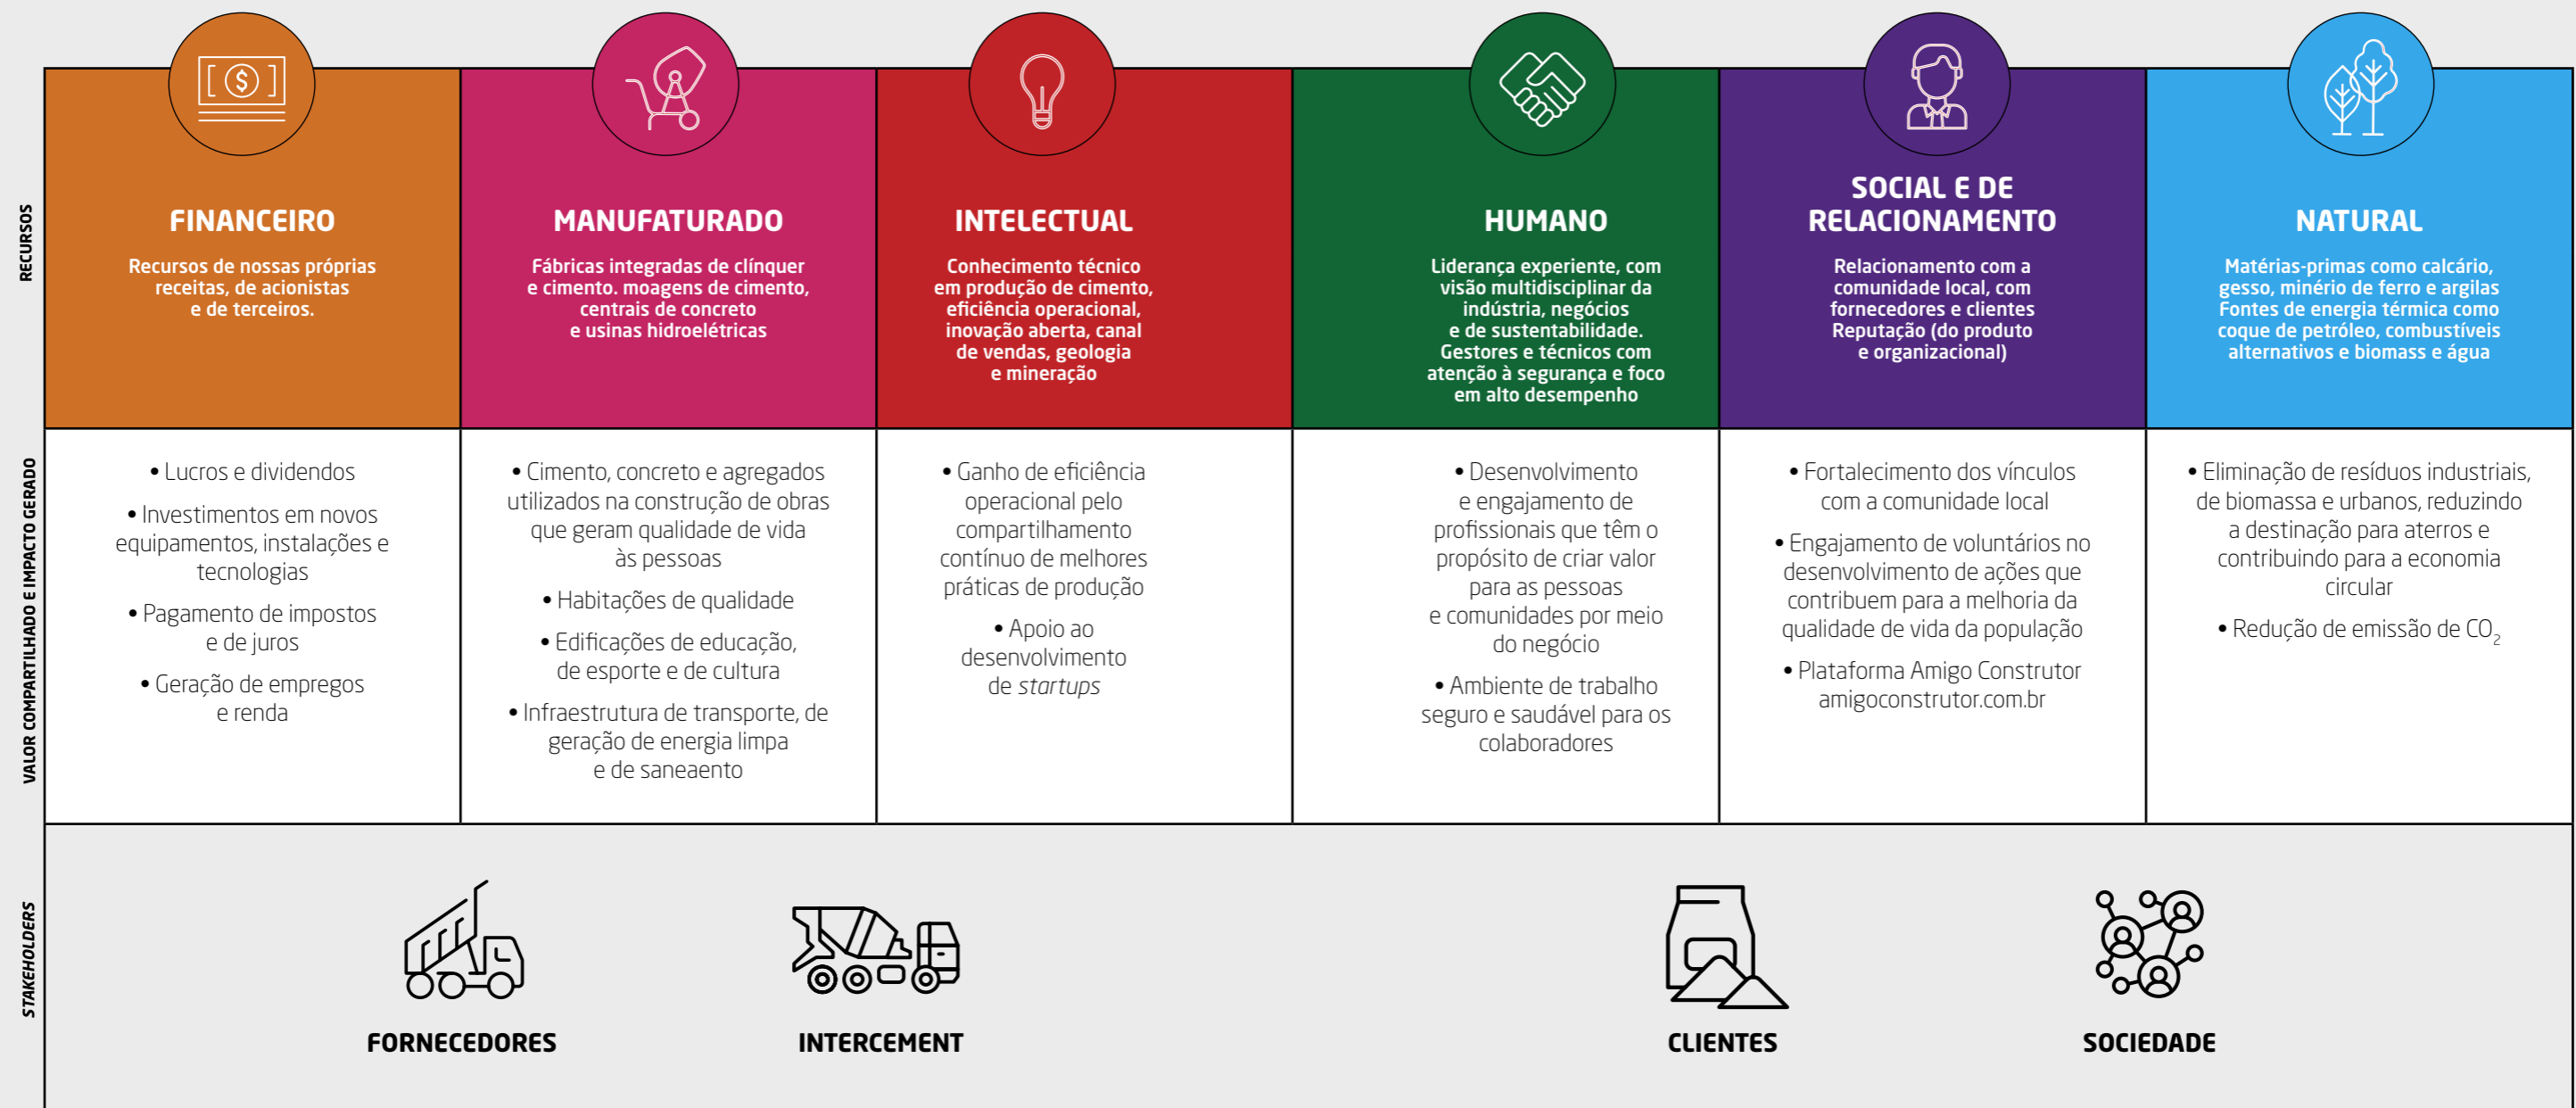 RECURSOS
FINANCEIRO
Recursos de nossas próprias
receitas, de acionistas
e de terceiros.
MANUFATURADO
Fábricas integradas de clínquer
e cimento. moagens de cimento,
centrais de concreto
e usinas hidroelétricas
INTELECTUAL
Conhecimento técnico
em produção de cimento,
eficiência operacional,
inovação aberta, canal
de vendas, geologia
e mineração
HUMANO
Liderança experiente, com
visão multidisciplinar da
indústria, negócios
e de sustentabilidade.
Gestores e técnicos com
atenção à segurança e foco
em alto desempenho
SOCIAL E DE
RELACIONAMENTO
Relacionamento com a
comunidade local, com
fornecedores e clientes
Reputação (do produto
e organizacional)
NATURAL
Matérias-primas como calcário,
gesso, minério de ferro e argilas
Fontes de energia térmica como
coque de petróleo, combustíveis
alternativos e biomass e água
VALOR COMPARTILHADO E IMPACTO GERADO
• Lucros e dividendos
• Investimentos em novos
equipamentos, instalações e
tecnologias
• Pagamento de impostos
e de juros
• Geração de empregos
e renda
• Cimento, concreto e agregados
utilizados na construção de obras
que geram qualidade de vida
às pessoas
• Habitações de qualidade
• Edificações de educação,
de esporte e de cultura
• Infraestrutura de transporte, de
geração de energia limpa
e de saneaento
• Ganho de eficiência
operacional pelo
compartilhamento
contínuo de melhores
práticas de produção
• Apoio ao
desenvolvimento
de startups
• Desenvolvimento
e engajamento de
profissionais que têm o
propósito de criar valor
para as pessoas
e comunidades por meio
do negócio
• Ambiente de trabalho
seguro e saudável para os
colaboradores
• Fortalecimento dos vínculos
com a comunidade local
• Engajamento de voluntários no
desenvolvimento de ações que
contribuem para a melhoria da
qualidade de vida da população
• Plataforma Amigo Construtor
amigoconstrutor.com.br
• Eliminação de resíduos industriais,
de biomassa e urbanos, reduzindo
a destinação para aterros e
contribuindo para a economia
circular
• Redução de emissão de CO₂
STAKEHOLDERS
FORNECEDORES
INTERCEMENT
CLIENTES
SOCIEDADE